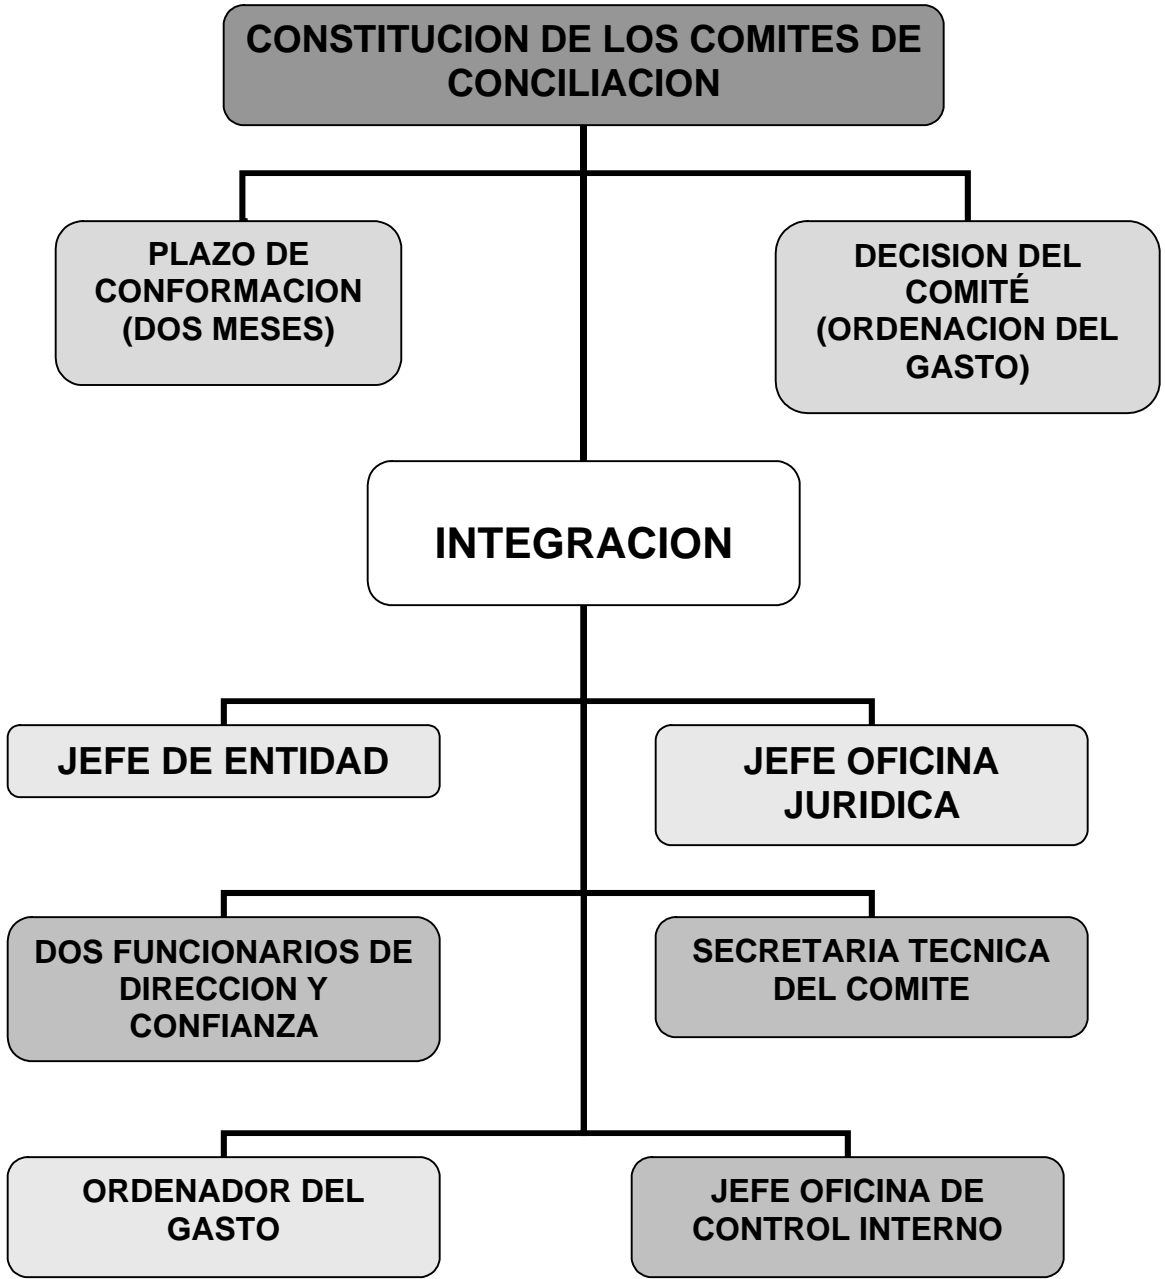 CONSTITUCION DE LOS COMITES DE
CONCILIACION
PLAZO DE
CONFORMACION
(DOS MESES)
DECISION DEL
COMITÉ
(ORDENACION DEL
GASTO)
INTEGRACION
JEFE DE ENTIDAD
JEFE OFICINA
JURIDICA
DOS FUNCIONARIOS DE
DIRECCION Y
CONFIANZA
SECRETARIA TECNICA
DEL COMITE
ORDENADOR DEL
GASTO
JEFE OFICINA DE
CONTROL INTERNO